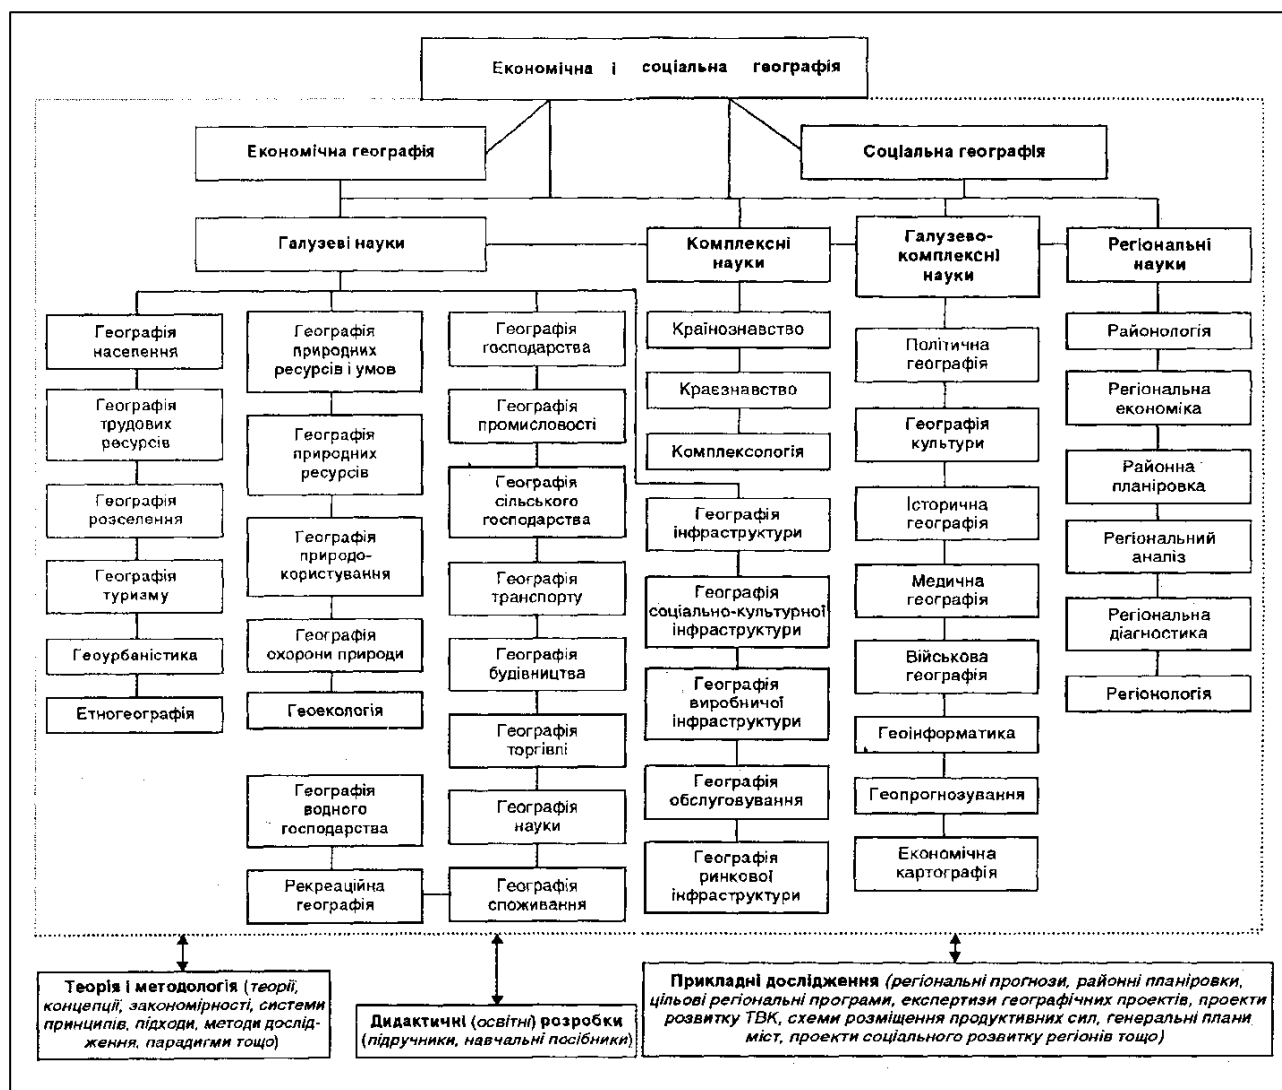 Економічна і соціальна географія
Економічна географія
Соціальна географія
Галузеві науки
Комплексні
науки
Галузево-
комплексні
науки
Регіональні
науки
Географія
населення
Географія
трудових
ресурсів
Географія
розселення
Географія
туризму
Геоурбаністика
Етногеографія
Географія
природних
ресурсів і умов
Географія
природних
ресурсів
Географія
природо-
користування
Географія
охорони природи
Геоекологія
Географія
водного
господарства
Рекреаційна
географія
Географія
господарства
Географія
промисловості
Географія
сільського
господарства
Географія
транспорту
Географія
будівництва
Географія
торгівлі
Географія
науки
Географія
споживання
Країнознавство
Краєзнавство
Комплексологія
Географія
інфраструктури
Географія
соціально-культурної
інфраструктури
Географія
виробничої
інфраструктури
Географія
обслуговування
Географія
ринкової
інфраструктури
Політична
географія
Географія
культури
Історична
географія
Медична
географія
Військова
географія
Геоінформатика
Геопрогнозування
Економічна
картографія
Районологія
Регіональна
економіка
Районна
планіровка
Регіональний
аналіз
Регіональна
діагностика
Регіонологія
Теорія і методологія (теорії,
концепції, закономірності, системи
принципів, підходи, методи дослід-
ження, парадигми тощо)
Дидактичні (освітні) розробки
(підручники, навчальні посібники)
Прикладні дослідження (регіональні прогнози, районні планіровки,
цільові регіональні програми, експертизи географічних проектів, проекти
розвитку ТВК, схеми розміщення продуктивних сил, генеральні плани
міст, проекти соціального розвитку регіонів тощо)